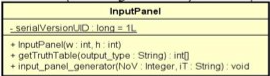 InputPanel
- serialVersionUID : long = 1L
+ InputPanel(w : int, h : int)
+ getTruthTable(output_type : String) : int[]
+ input_panel_generator(NoV : Integer, iT : String) : void